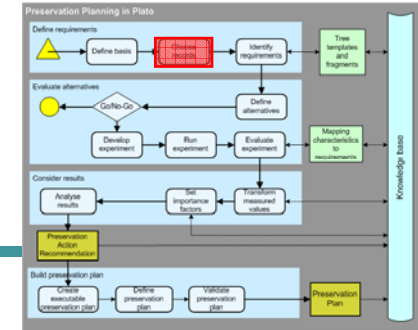 Preservation Planning in Plato
Define requirements
Define basis
Identify
requirements
Tree
templates
and
fragments
Evaluate alternatives
Go/No-Go
Define
alternatives
Develop
experiment
Run
experiment
Evaluate
experiment
Mapping
characteristics
to
requirements
Knowledge base
Consider results
Analyse
results
Set
importance
factors
Transform
measured
values
Preservation
Action
Recommendation
Build preservation plan
Create
executable
preservation plan
Define
preservation
plan
Validate
preservation
plan
Preservation
Plan